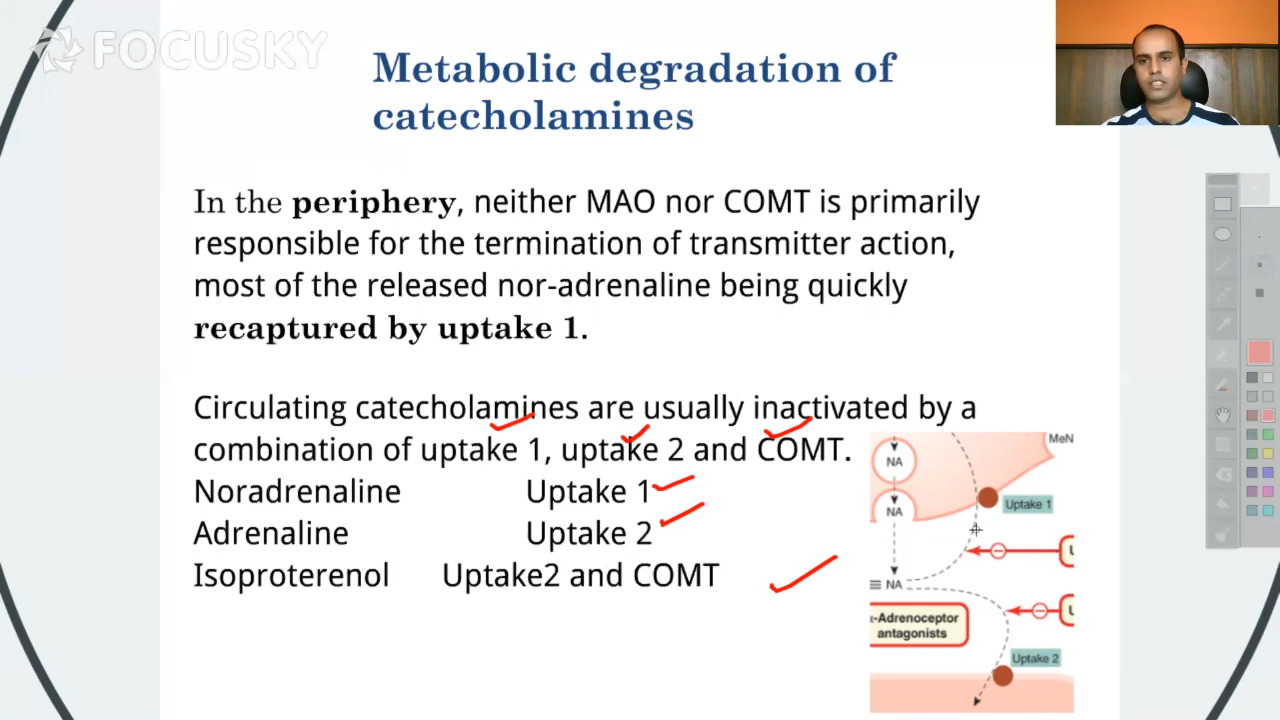 FOCUSKY
Metabolic degradation of
catecholamines
In the periphery, neither MAO nor COMT is primarily
responsible for the termination of transmitter action,
most of the released nor-adrenaline being quickly
recaptured by uptake 1.
Circulating catecholamines are usually inactivated by a
combination of uptake 1, uptake 2 and COMT.
Noradrenaline Uptake 1
Adrenaline Uptake 2
Isoproterenol Uptake2 and COMT
MeN
NA
Uptake 1
NA
NA
-Adrenoceptor
antagonists
Uptake 2